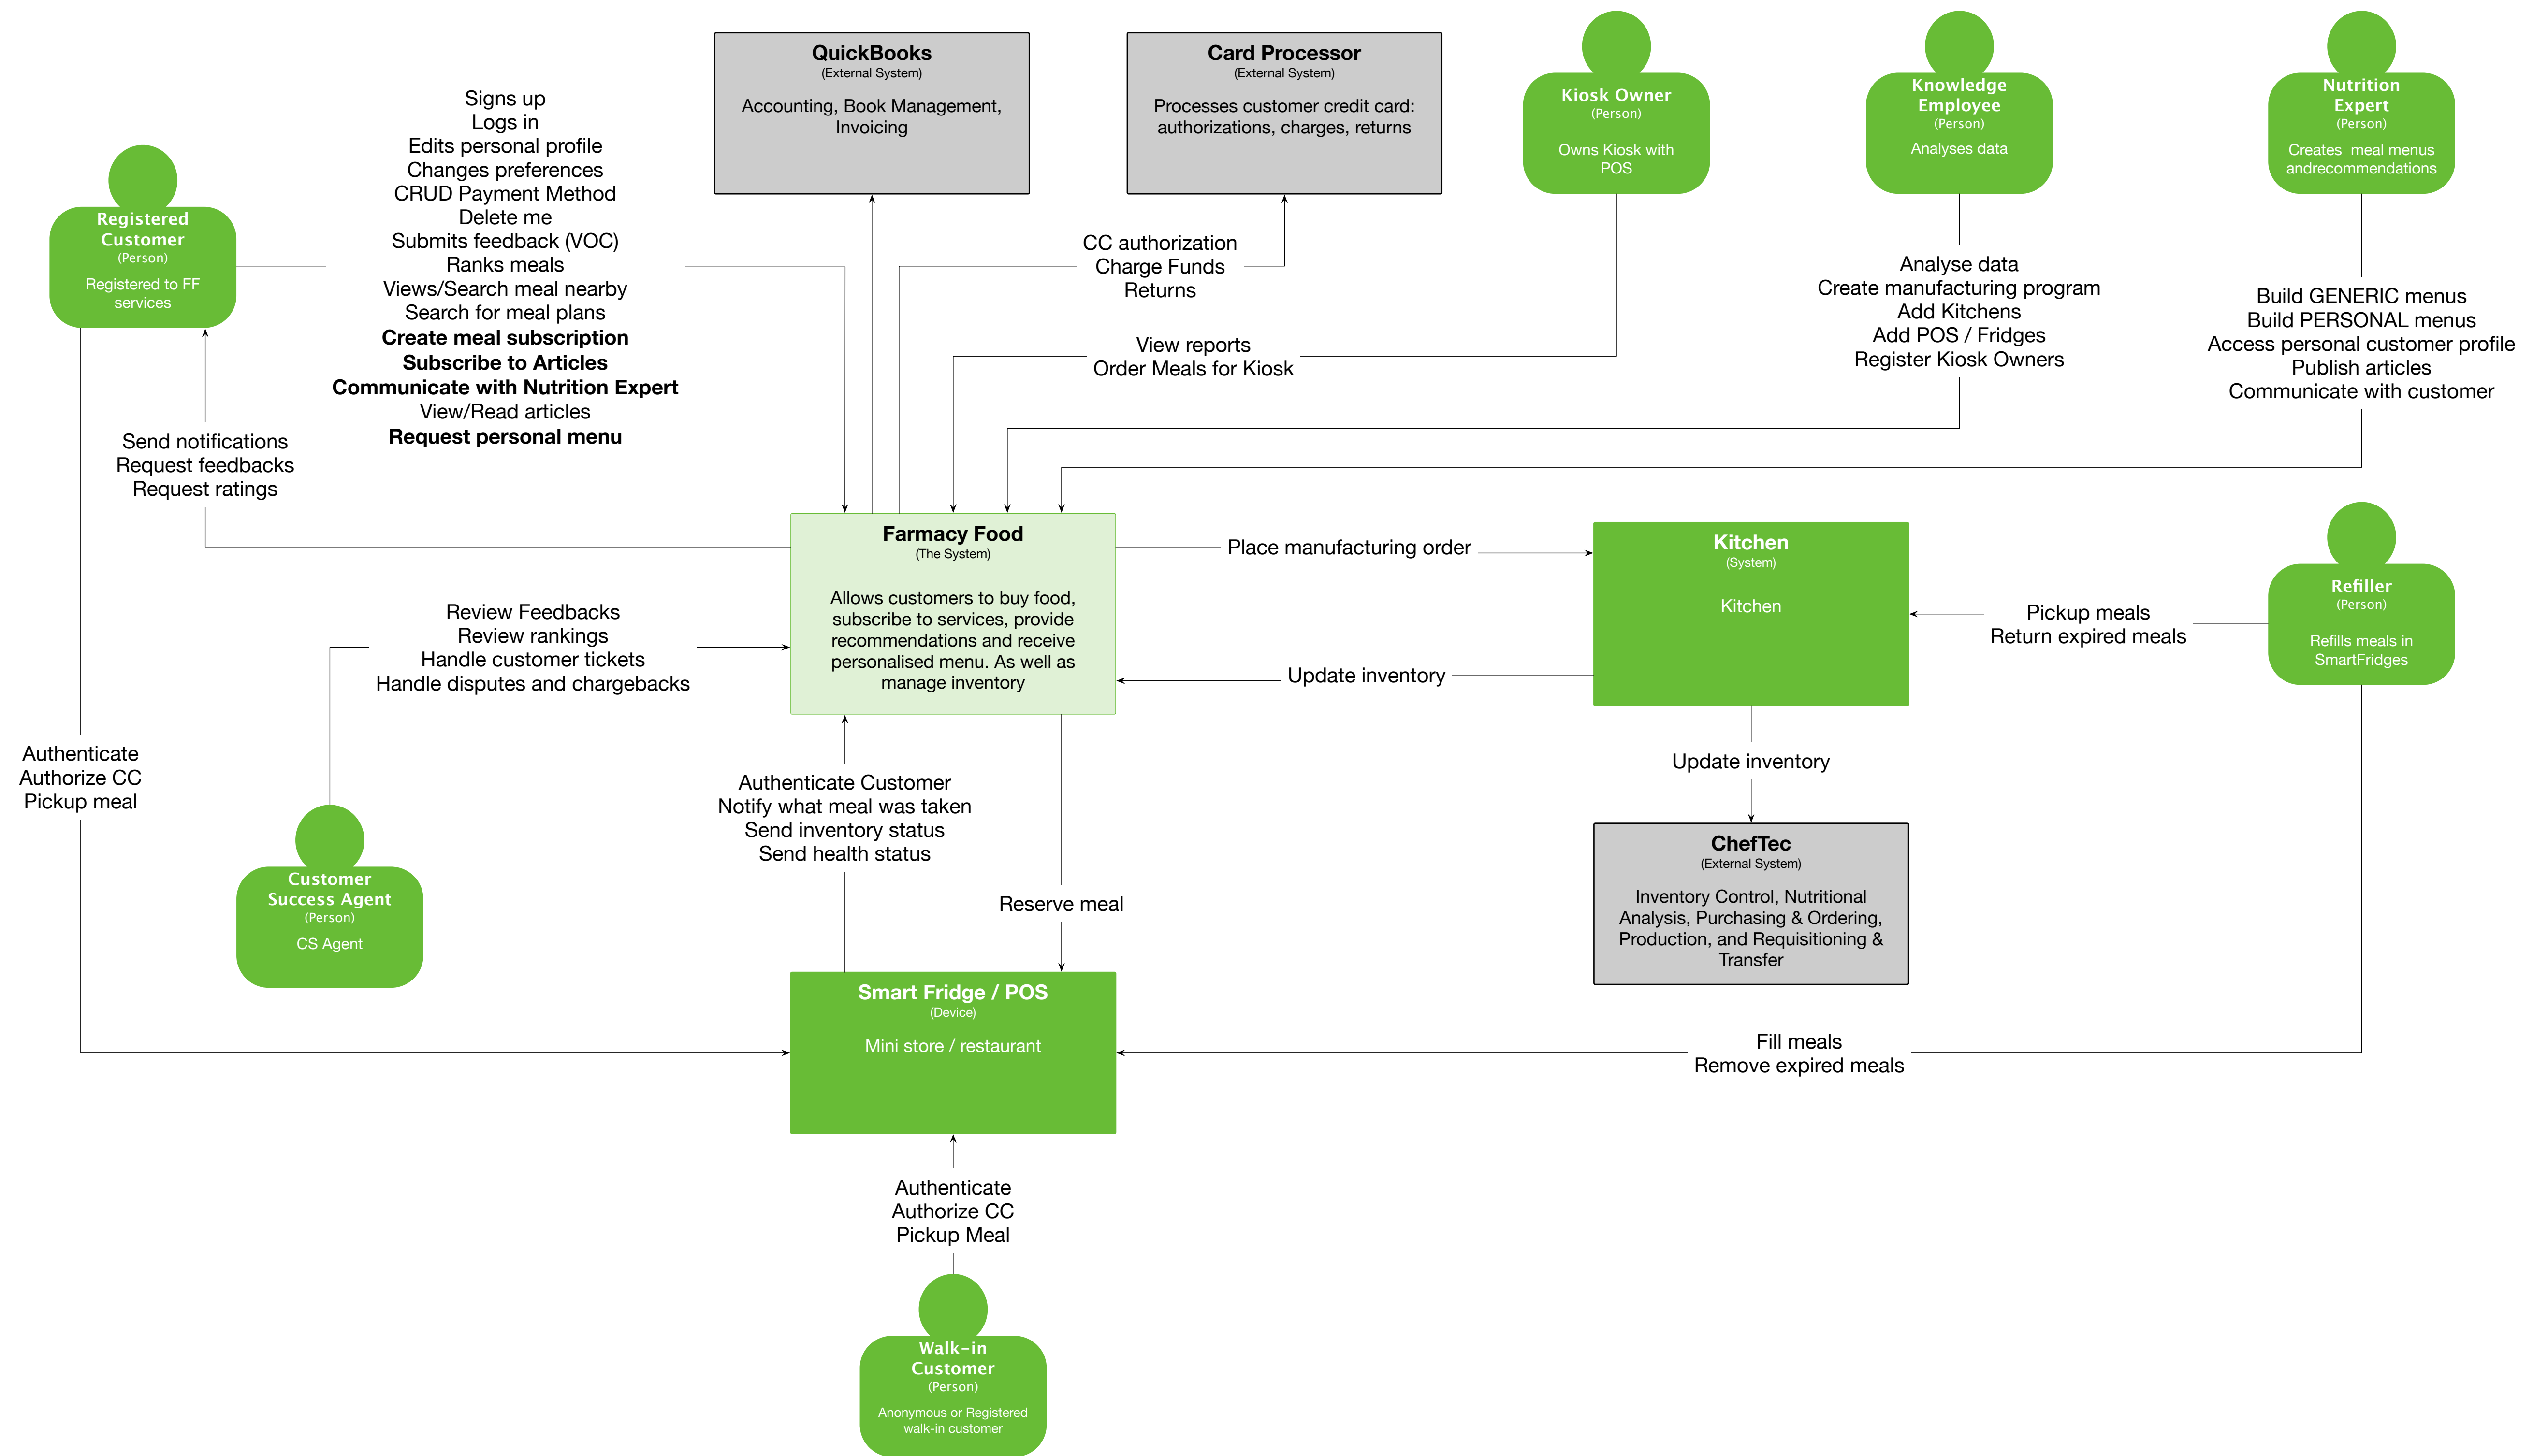 QuickBooks
(External System)
Accounting, Book Management,
Invoicing
Card Processor
(External System)
Processes customer credit card:
authorizations, charges, returns
Kiosk Owner
(Person)
Owns Kiosk with
POS
Knowledge
Employee
(Person)
Analyses data
Nutrition
Expert
(Person)
Creates  meal menus
andrecommendations
Registered
Customer
(Person)
Registered to FF
services
Signs up
Logs in
Edits personal profile
Changes preferences
CRUD Payment Method
Delete me
Submits feedback (VOC)
Ranks meals
Views/Search meal nearby
Search for meal plans
Create meal subscription
Subscribe to Articles
Communicate with Nutrition Expert
View/Read articles
Request personal menu
CC authorization
Charge Funds
Returns
View reports
Order Meals for Kiosk
Analyse data
Create manufacturing program
Add Kitchens
Add POS / Fridges
Register Kiosk Owners
Build GENERIC menus
Build PERSONAL menus
Access personal customer profile
Publish articles
Communicate with customer
Send notifications
Request feedbacks
Request ratings
Farmacy Food
(The System)
Allows customers to buy food,
subscribe to services, provide
recommendations and receive
personalised menu. As well as
manage inventory
Place manufacturing order
Kitchen
(System)
Kitchen
Refiller
(Person)
Refills meals in
SmartFridges
Pickup meals
Return expired meals
Review Feedbacks
Review rankings
Handle customer tickets
Handle disputes and chargebacks
Update inventory
Authenticate
Authorize CC
Pickup meal
Authenticate Customer
Notify what meal was taken
Send inventory status
Send health status
Update inventory
Customer
Success Agent
(Person)
CS Agent
Reserve meal
ChefTec
(External System)
Inventory Control, Nutritional
Analysis, Purchasing & Ordering,
Production, and Requisitioning &
Transfer
Smart Fridge / POS
(Device)
Mini store / restaurant
Fill meals
Remove expired meals
Authenticate
Authorize CC
Pickup Meal
Walk-in
Customer
(Person)
Anonymous or Registered
walk-in customer